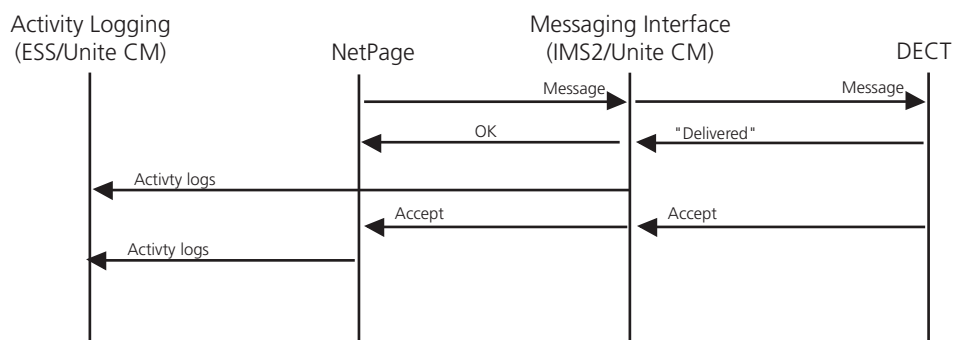 Activity Logging
(ESS/Unite CM)
NetPage
Messaging Interface
(IMS2/Unite CM)
DECT
Message
Message
OK
"Delivered"
Activty logs
Accept
Accept
Activty logs